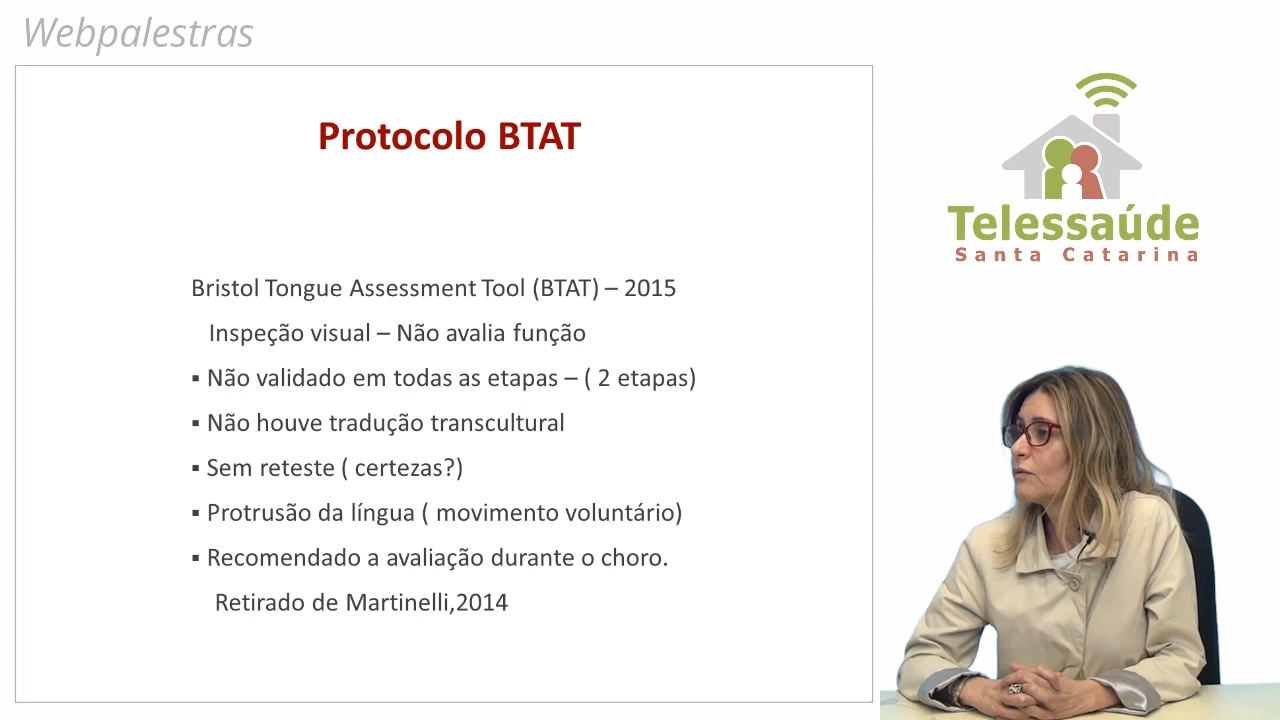 Webpalestras
Protocolo BTAT
Bristol Tongue Assessment Tool (BTAT) – 2015
Inspeção visual – Não avalia função
▪ Não validado em todas as etapas – ( 2 etapas)
▪ Não houve tradução transcultural
▪ Sem reteste ( certezas?)
▪ Protrusão da língua ( movimento voluntário)
▪ Recomendado a avaliação durante o choro.
Retirado de Martinelli,2014
Telessaúde
Santa Catarina